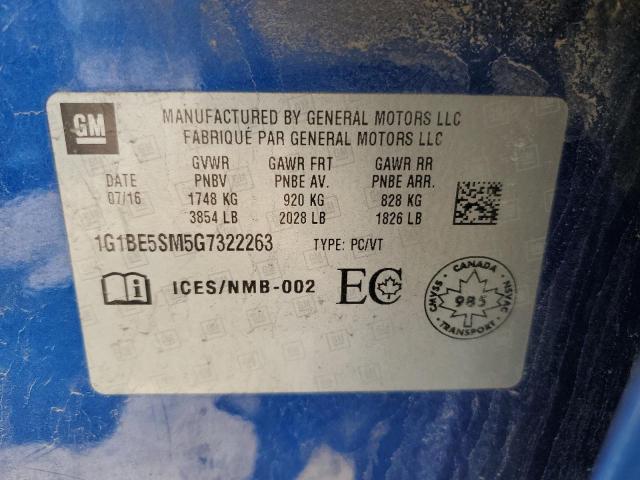 GM
MANUFACTURED BY GENERAL MOTORS LLC
FABRIQUÉ PAR GENERAL MOTORS LLC
GVWR GAWR FRT GAWR RR
DATE PNBV PNBE AV. PNBE ARR.
07/16 1748 KG 920 KG 828 KG
3854 LB 2028 LB 1826 LB
1G1BE5SM5G7322263 TYPE: PC/VT
i ICES/NMB-002 EC
CANADA
CMVSS 985 NSVAC
TRANSPORT